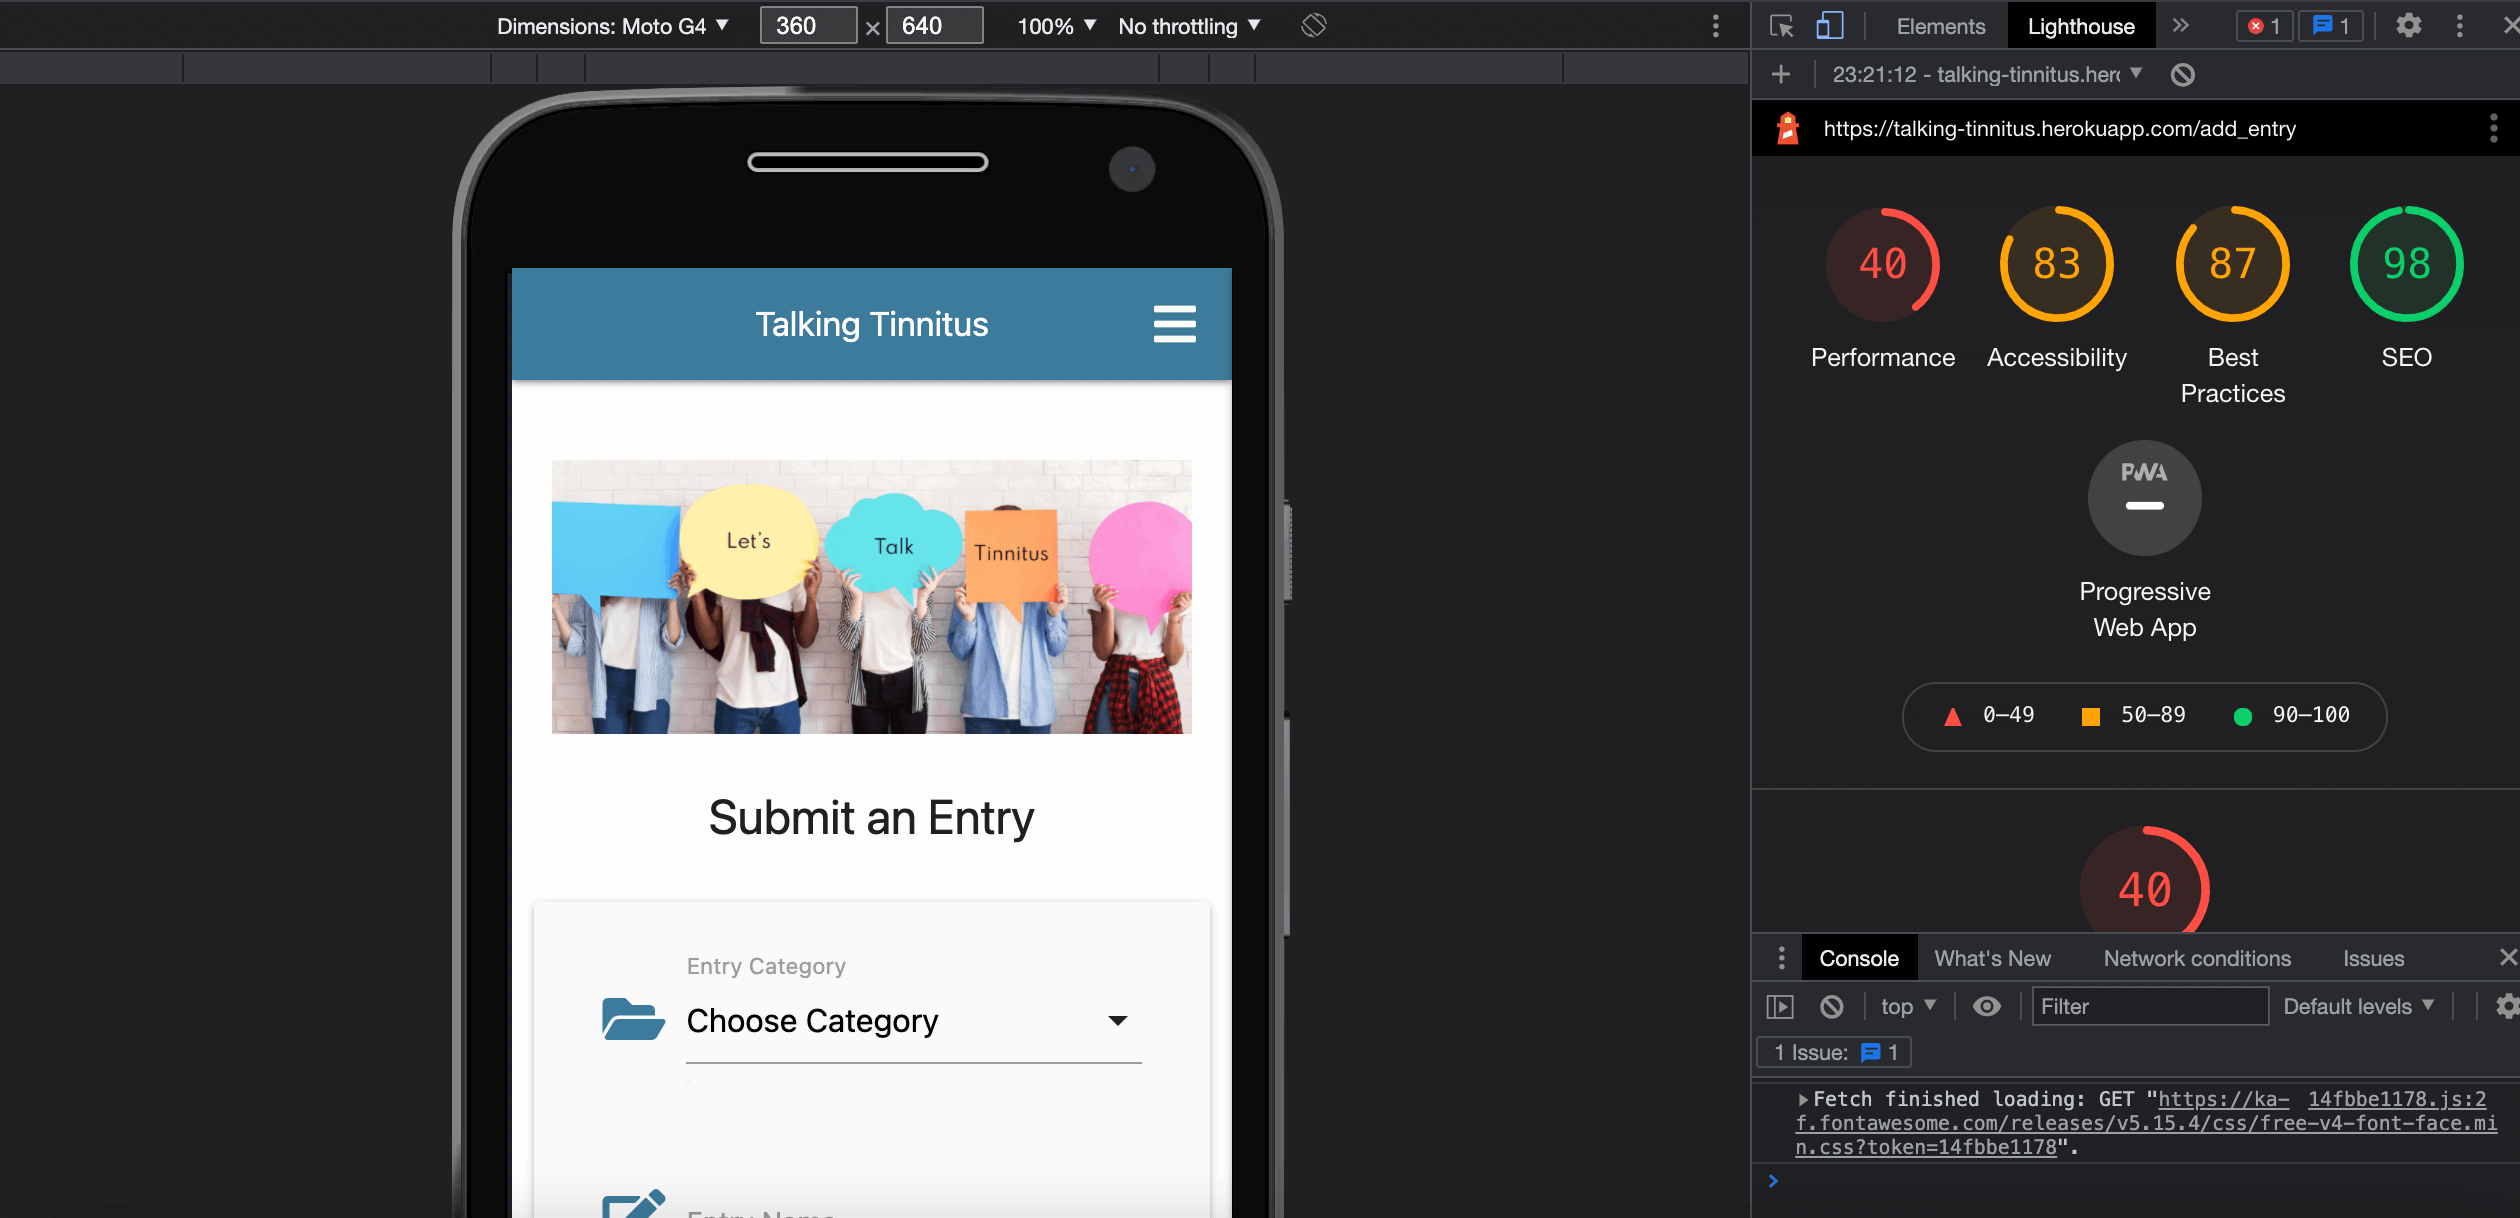 Dimensions: Moto G4 ▼ 360 × 640 100% ▼ No throttling ▼
Elements Lighthouse » 1 1
+ 23:21:12 - talking-tinnitus.her ▼
https://talking-tinnitus.herokuapp.com/add_entry
40 83 87 98
Performance Accessibility Best Practices SEO
PWA
Progressive
Web App
0–49 50–89 90–100
40
Talking Tinnitus
Let's Talk Tinnitus
Submit an Entry
Entry Category
Choose Category
Entry Name
Console What's New Network conditions Issues
top ▼ Filter Default levels ▼
1 Issue: 1
Fetch finished loading: GET "https://ka- 14fbbe1178.js:2
f.fontawesome.com/releases/v5.15.4/css/free-v4-font-face.mi
n.css?token=14fbbe1178".